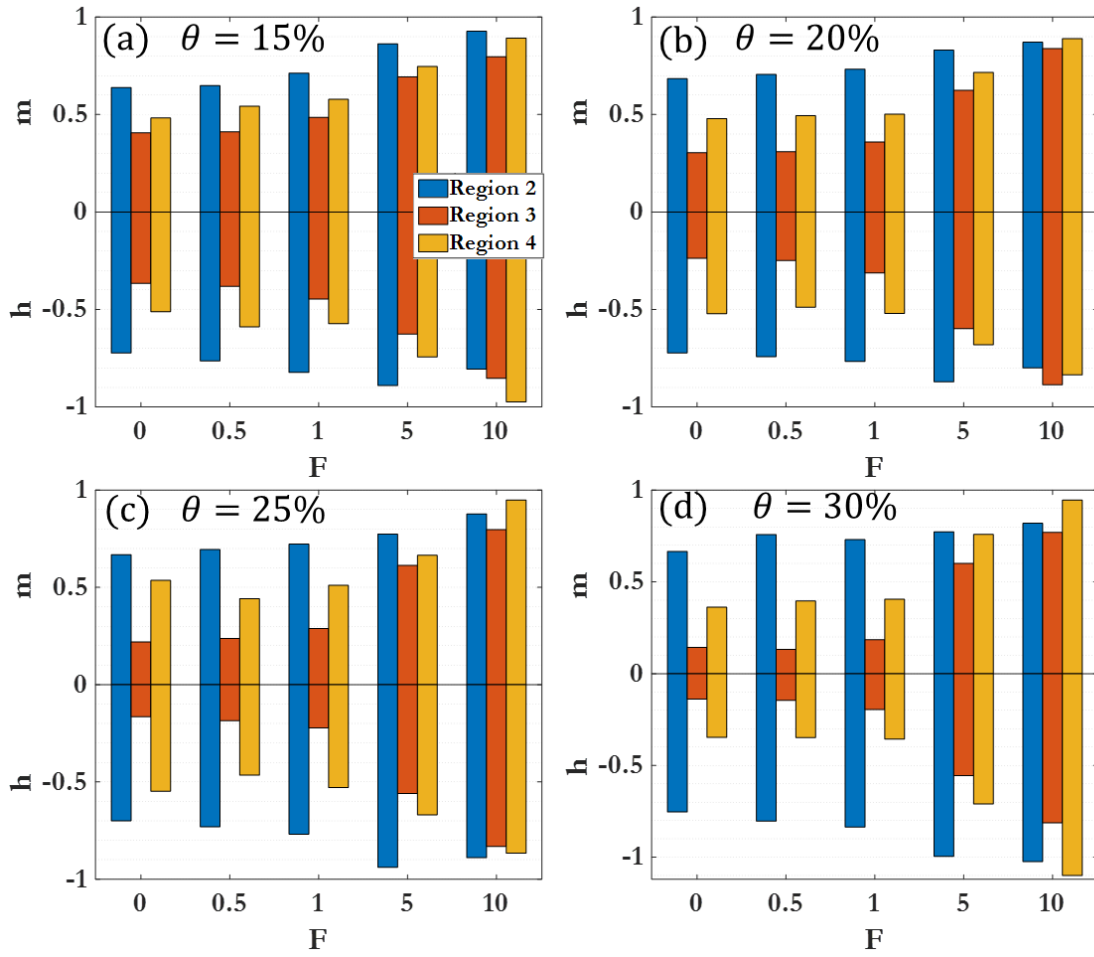 (a) θ = 15%
1
0.5
0
-0.5
-1
m
h
0 0.5 1 5 10
F
Region 2
Region 3
Region 4
(b) θ = 20%
1
0.5
0
-0.5
-1
m
h
0 0.5 1 5 10
F
(c) θ = 25%
1
0.5
0
-0.5
-1
m
h
0 0.5 1 5 10
F
(d) θ = 30%
1
0.5
0
-0.5
-1
m
h
0 0.5 1 5 10
F